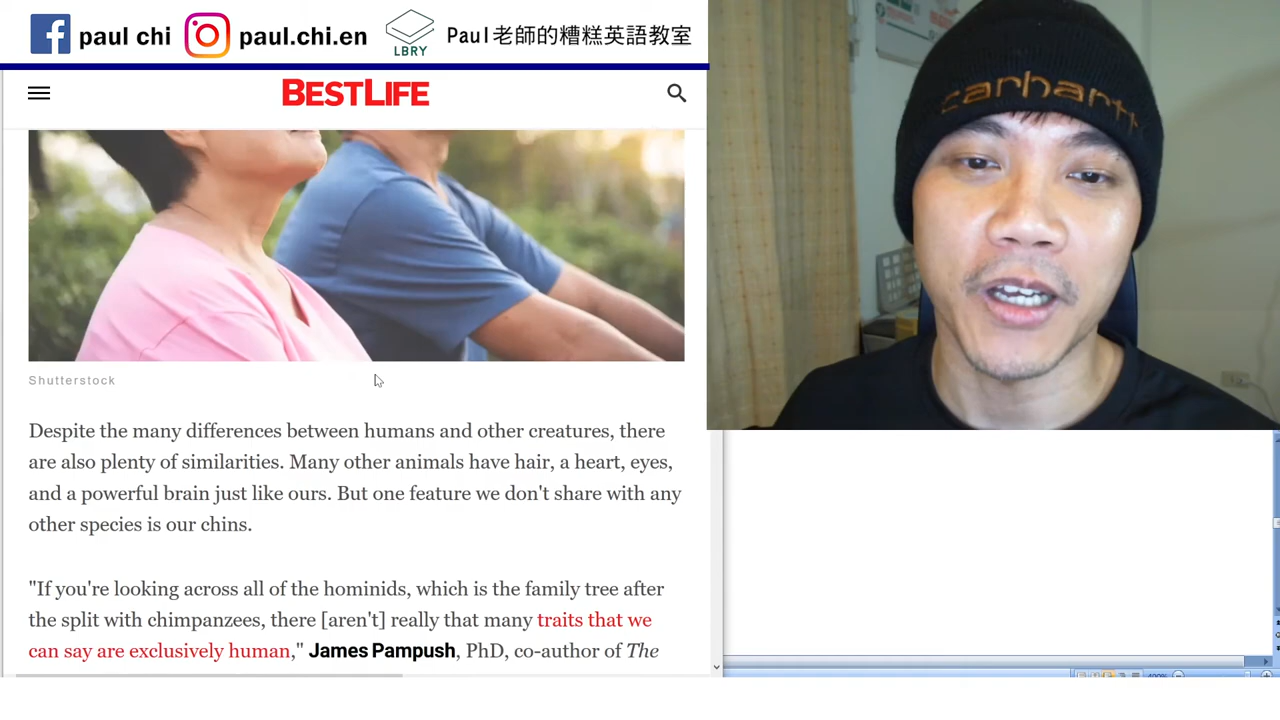 paul chi
paul.chi.en
LBRY
Paul老師的糟糕英語教室
BESTLIFE
carhartt
Shutterstock
Despite the many differences between humans and other creatures, there
are also plenty of similarities. Many other animals have hair, a heart, eyes,
and a powerful brain just like ours. But one feature we don't share with any
other species is our chins.
"If you're looking across all of the hominids, which is the family tree after
the split with chimpanzees, there [aren't] really that many traits that we
can say are exclusively human," James Pampush, PhD, co-author of The